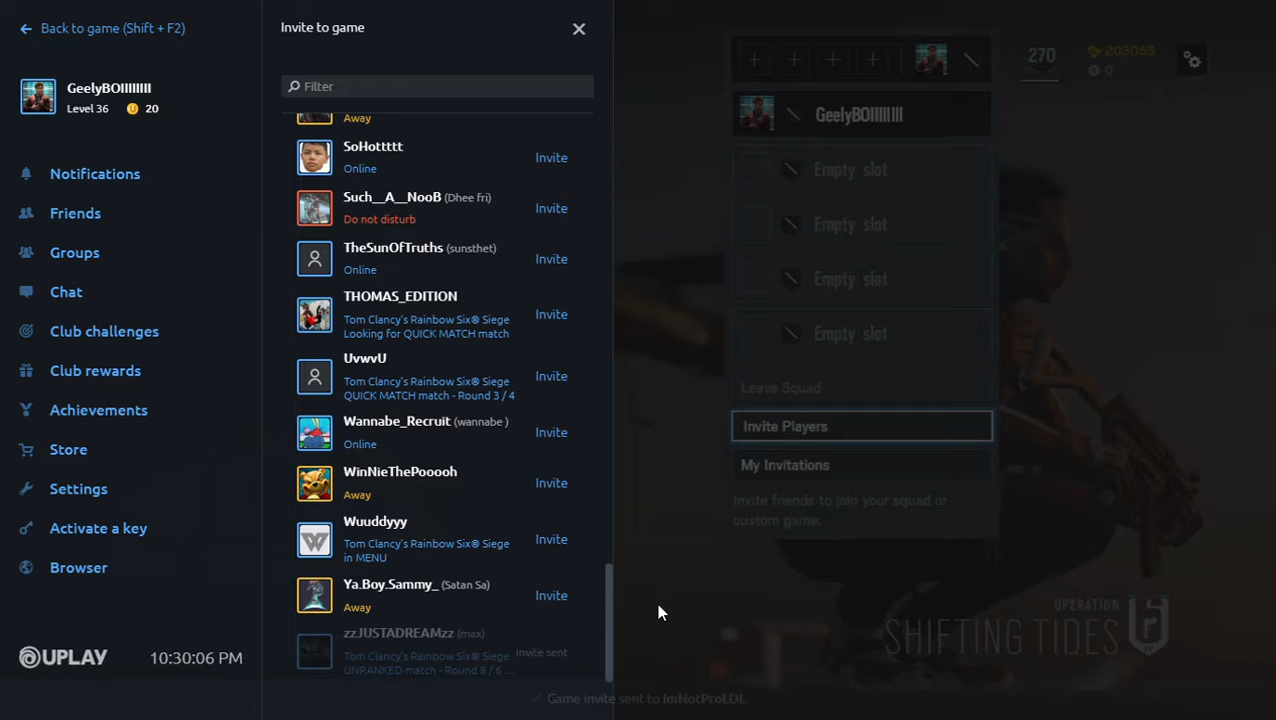 Back to game (Shift + F2)
GeelyBOIIIIIIII
Level 36 20
Notifications
Friends
Groups
Chat
Club challenges
Club rewards
Achievements
Store
Settings
Activate a key
Browser
UPLAY 10:30:06 PM
Invite to game
Filter
Away
SoHottttt
Online
Invite
Such__A__NooB (Dhee fri)
Do not disturb
Invite
TheSunOfTruths (sunsthet)
Online
Invite
THOMAS_EDITION
Tom Clancy's Rainbow Six® Siege
Looking for QUICK MATCH match
Invite
UvwvU
Tom Clancy's Rainbow Six® Siege
QUICK MATCH match - Round 3 / 4
Invite
Wannabe_Recruit (wannabe )
Online
Invite
WinNieThePooooh
Away
Invite
Wuuddyyy
Tom Clancy's Rainbow Six® Siege
in MENU
Invite
Ya.Boy.Sammy_ (Satan Sa)
Away
Invite
zzJUSTADREAMzz (max)
Tom Clancy's Rainbow Six® Siege
UNRANKED match - Round 8 / 6 ...
Invite sent
Game invite sent to ImNotProLOL
270
203055
0
GeelyBOIIIIIIII
Empty slot
Empty slot
Empty slot
Empty slot
Leave Squad
Invite Players
My Invitations
Invite friends to join your squad or
custom game.
OPERATION
SHIFTING TIDES